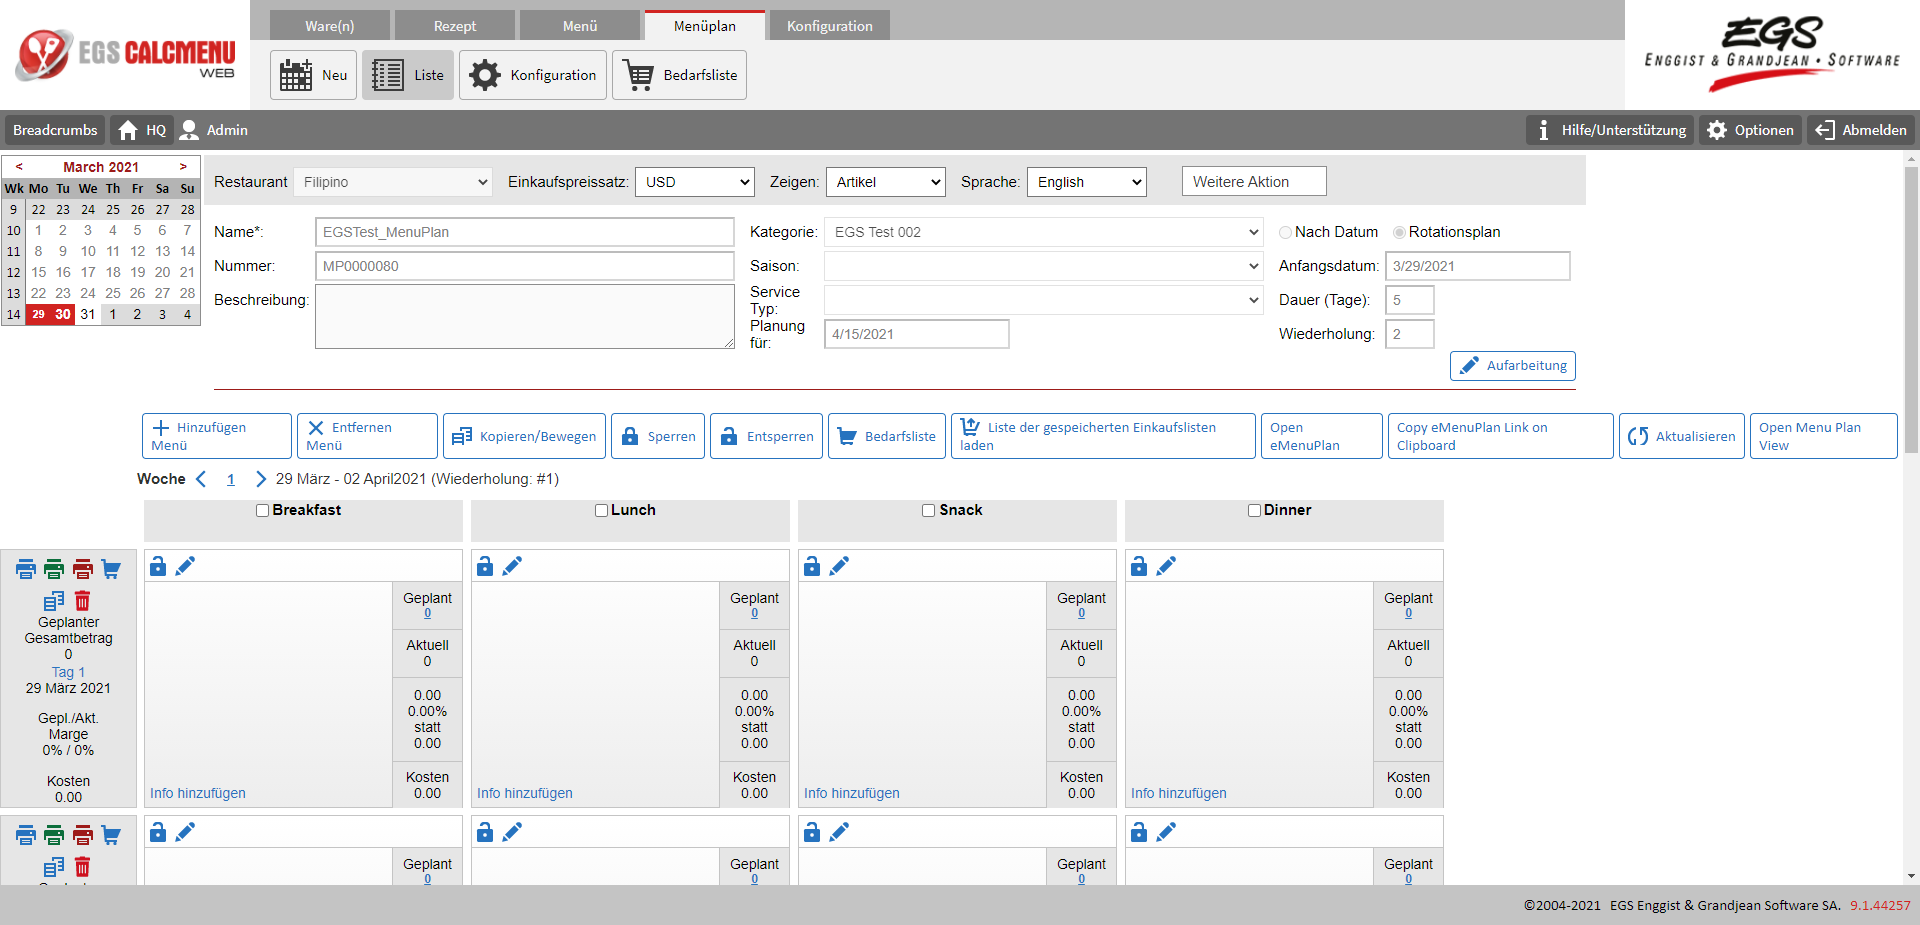 EGS CALCMENU
WEB
Ware(n)
Rezept
Menü
Menüplan
Konfiguration
Neu
Liste
Konfiguration
Bedarfsliste
EGS
ENGGIST & GRANDJEAN • SOFTWARE
Breadcrumbs
HQ
Admin
Hilfe/Unterstützung
Optionen
Abmelden
< March 2021 >
Wk Mo Tu We Th Fr Sa Su
9 22 23 24 25 26 27 28
10 1 2 3 4 5 6 7
11 8 9 10 11 12 13 14
12 15 16 17 18 19 20 21
13 22 23 24 25 26 27 28
14 29 30 31 1 2 3 4
Restaurant Filipino
Einkaufspreissatz: USD
Zeigen: Artikel
Sprache: English
Weitere Aktion
Name*: EGSTest_MenuPlan
Nummer: MP0000080
Beschreibung:
Kategorie: EGS Test 002
Saison:
Service
Typ:
Planung
für: 4/15/2021
Nach Datum Rotationsplan
Anfangsdatum: 3/29/2021
Dauer (Tage): 5
Wiederholung: 2
Aufarbeitung
Hinzufügen
Menü
Entfernen
Menü
Kopieren/Bewegen
Sperren
Entsperren
Bedarfsliste
Liste der gespeicherten Einkaufslisten
laden
Open
eMenuPlan
Copy eMenuPlan Link on
Clipboard
Aktualisieren
Open Menu Plan
View
Woche 1 29 März - 02 April2021 (Wiederholung: #1)
Breakfast
Lunch
Snack
Dinner
Geplanter
Gesamtbetrag
0
Tag 1
29 März 2021
Gepl./Akt.
Marge
0% / 0%
Kosten
0.00
Info hinzufügen
Geplant
0
Aktuell
0
0.00
0.00%
statt
0.00
Kosten
0.00
Info hinzufügen
Geplant
0
Aktuell
0
0.00
0.00%
statt
0.00
Kosten
0.00
Info hinzufügen
Geplant
0
Aktuell
0
0.00
0.00%
statt
0.00
Kosten
0.00
Info hinzufügen
Geplant
0
Aktuell
0
0.00
0.00%
statt
0.00
Kosten
0.00
Geplant
0
Geplant
0
Geplant
0
Geplant
0
©2004-2021 EGS Enggist & Grandjean Software SA. 9.1.44257